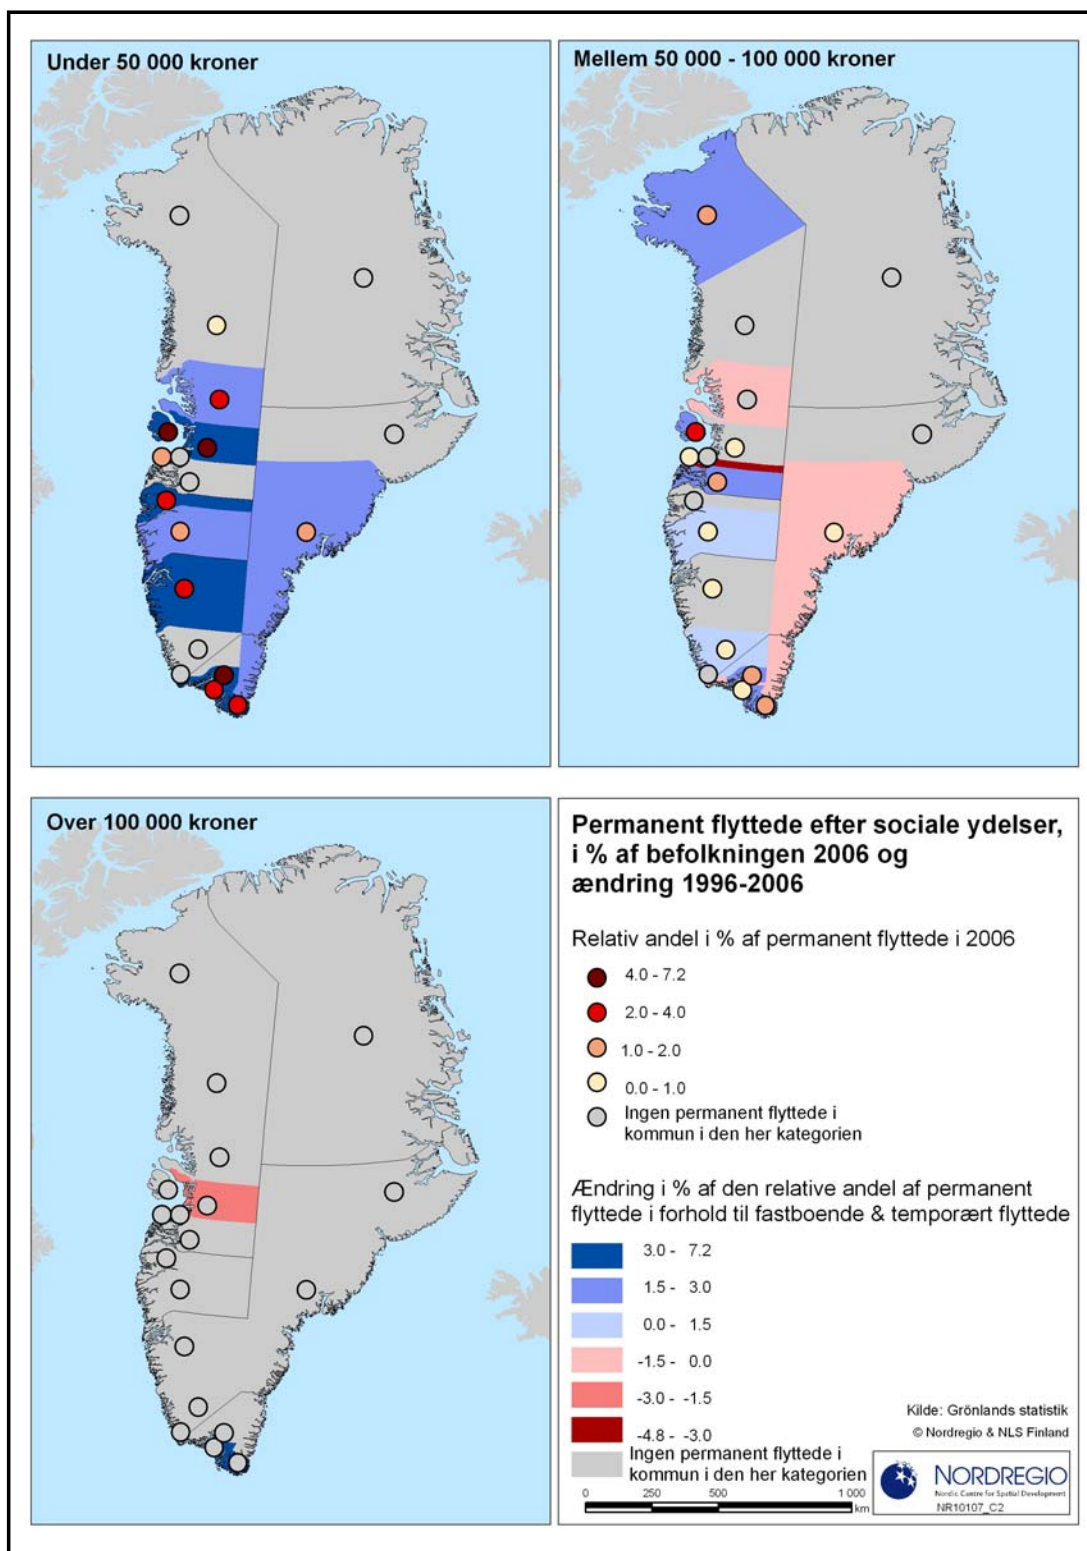 Under 50 000 kroner
Mellem 50 000 - 100 000 kroner
Over 100 000 kroner
Permanent flyttede efter sociale ydelser,
i % af befolkningen 2006 og
ændring 1996-2006
Relativ andel i % af permanent flyttede i 2006
4.0 - 7.2
2.0 - 4.0
1.0 - 2.0
0.0 - 1.0
Ingen permanent flyttede i
kommun i den her kategorien
Ændring i % af den relative andel af permanent
flyttede i forhold til fastboende & temporært flyttede
3.0 - 7.2
1.5 - 3.0
0.0 - 1.5
-1.5 - 0.0
-3.0 - -1.5
-4.8 - -3.0
Ingen permanent flyttede i
kommun i den her kategorien
Kilde: Grönlands statistik
© Nordregio & NLS Finland
0 250 500 1 000
km
NORDREGIO
Nordic Centre for Spatial Development
NR10107_C2